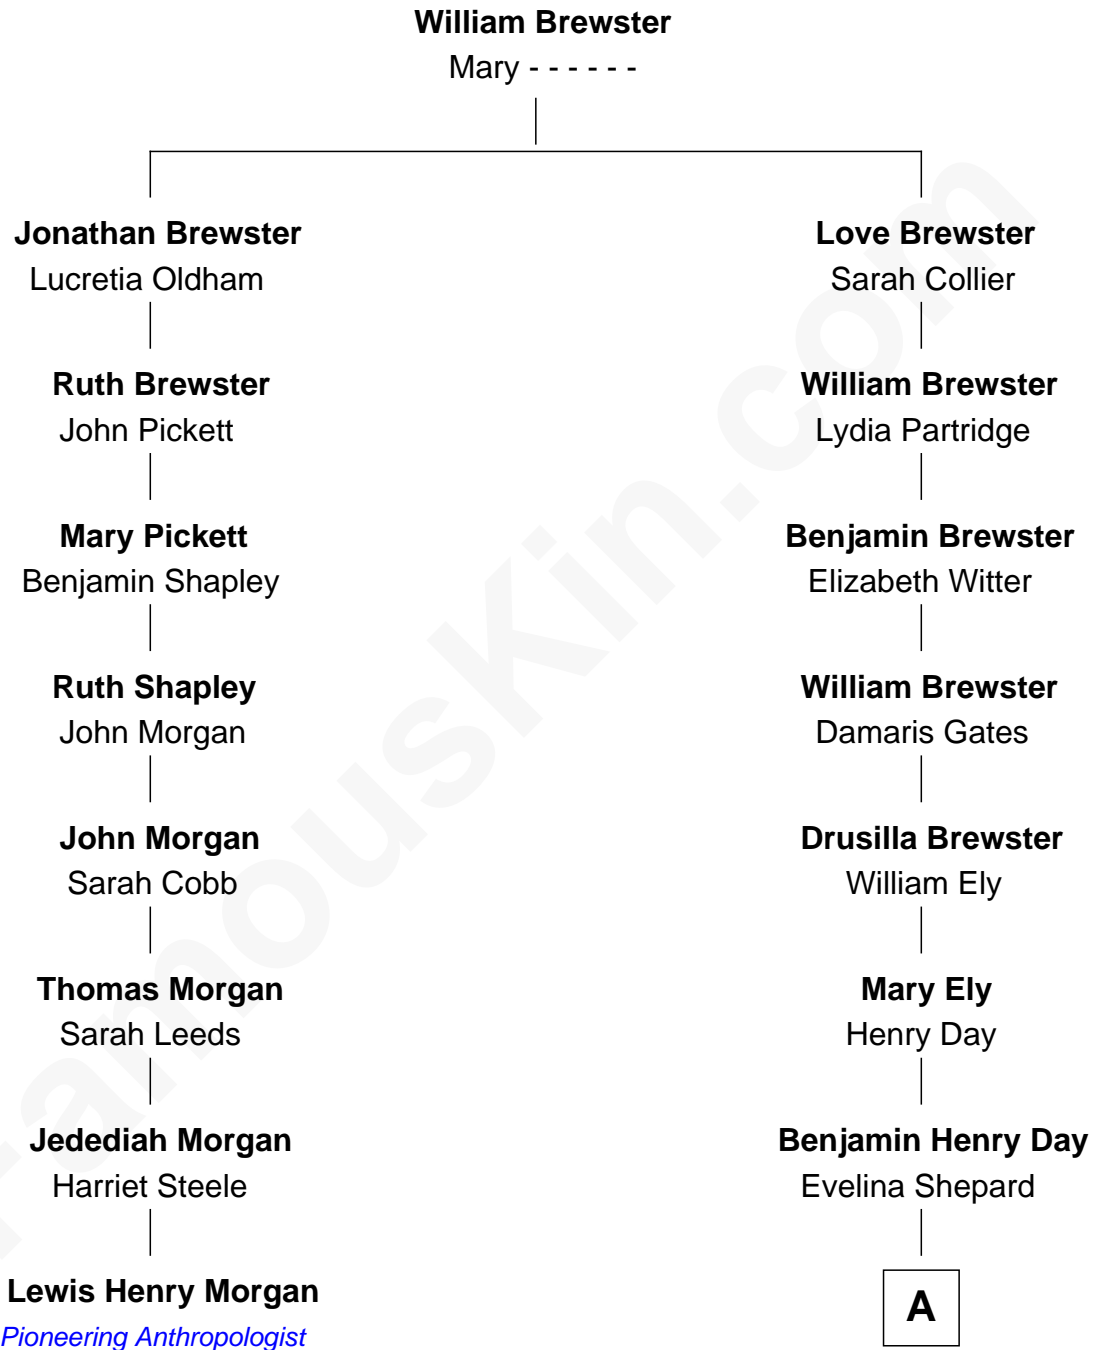 William Brewster
Mary - - - - - -
Jonathan Brewster
Lucretia Oldham
Love Brewster
Sarah Collier
Ruth Brewster
John Pickett
William Brewster
Lydia Partridge
Mary Pickett
Benjamin Shapley
Benjamin Brewster
Elizabeth Witter
Ruth Shapley
John Morgan
William Brewster
Damaris Gates
John Morgan
Sarah Cobb
Drusilla Brewster
William Ely
Thomas Morgan
Sarah Leeds
Mary Ely
Henry Day
Jedediah Morgan
Harriet Steele
Benjamin Henry Day
Evelina Shepard
Lewis Henry Morgan
Pioneering Anthropologist
A
FamousKin.com